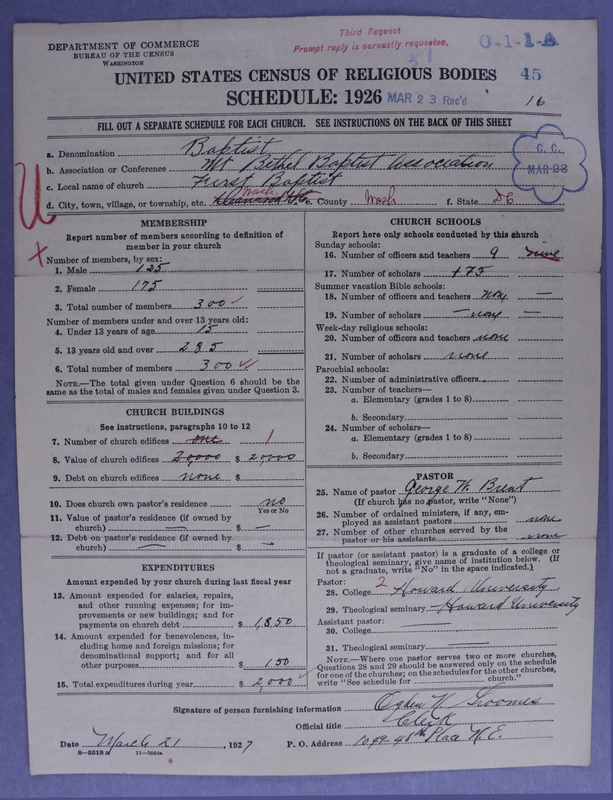 DEPARTMENT OF COMMERCE
BUREAU OF THE CENSUS
WASHINGTON
Third Request
Prompt reply is earnestly requested.
51
0-1-1-A
UNITED STATES CENSUS OF RELIGIOUS BODIES 45
SCHEDULE: 1926 MAR 23 Rec'd 16
FILL OUT A SEPARATE SCHEDULE FOR EACH CHURCH. SEE INSTRUCTIONS ON THE BACK OF THIS SHEET
a. Denomination Baptist
b. Association or Conference Mt Bethel Baptist Association
c. Local name of church First Baptist
d. City, town, village, or township, etc. Wash. e. County Wash f. State DC
C. C.
MAR 23
U
x
MEMBERSHIP
Report number of members according to definition of
member in your church
Number of members, by sex:
1. Male 125
2. Female 175
3. Total number of members 300 ✓
Number of members under and over 13 years old:
4. Under 13 years of age 15
5. 13 years old and over 285
6. Total number of members 300 ✓
NOTE.—The total given under Question 6 should be the
same as the total of males and females given under Question 3.
CHURCH BUILDINGS
See instructions, paragraphs 10 to 12
7. Number of church edifices one 1
8. Value of church edifices 20,000 $ 20,000
9. Debt on church edifices none $
10. Does church own pastor's residence no
Yes or No
11. Value of pastor's residence (if owned by
church) — $ —
12. Debt on pastor's residence (if owned by
church) — $ —
EXPENDITURES
Amount expended by your church during last fiscal year
13. Amount expended for salaries, repairs,
and other running expenses; for im-
provements or new buildings; and for
payments on church debt $ 1,850
14. Amount expended for benevolences, in-
cluding home and foreign missions; for
denominational support; and for all
other purposes $ 150
15. Total expenditures during year $ 2,000 ✓
CHURCH SCHOOLS
Report here only schools conducted by this church
Sunday schools:
16. Number of officers and teachers 9 nine
17. Number of scholars 75
Summer vacation Bible schools:
18. Number of officers and teachers non —
19. Number of scholars — non —
Week-day religious schools:
20. Number of officers and teachers none
21. Number of scholars none
Parochial schools:
22. Number of administrative officers
23. Number of teachers—
a. Elementary (grades 1 to 8)
b. Secondary
24. Number of scholars—
a. Elementary (grades 1 to 8)
b. Secondary
PASTOR
25. Name of pastor George W. Brent
(If church has no pastor, write "None")
26. Number of ordained ministers, if any, em-
ployed as assistant pastors none
27. Number of other churches served by the
pastor or his assistants none
If pastor (or assistant pastor) is a graduate of a college or
theological seminary, give name of institution below. (If
not a graduate, write "No" in the space indicated.)
Pastor: 2
28. College Howard University
29. Theological seminary Howard University
Assistant pastor:
30. College
31. Theological seminary
NOTE.—Where one pastor serves two or more churches,
Questions 28 and 29 should be answered only on the schedule
for one of the churches; on the schedules for the other churches,
write "See schedule for church."
Signature of person furnishing information Ogden W. Groomes
Official title Clerk
Date March 21, 1927 P. O. Address 1099-48th Place N.E.